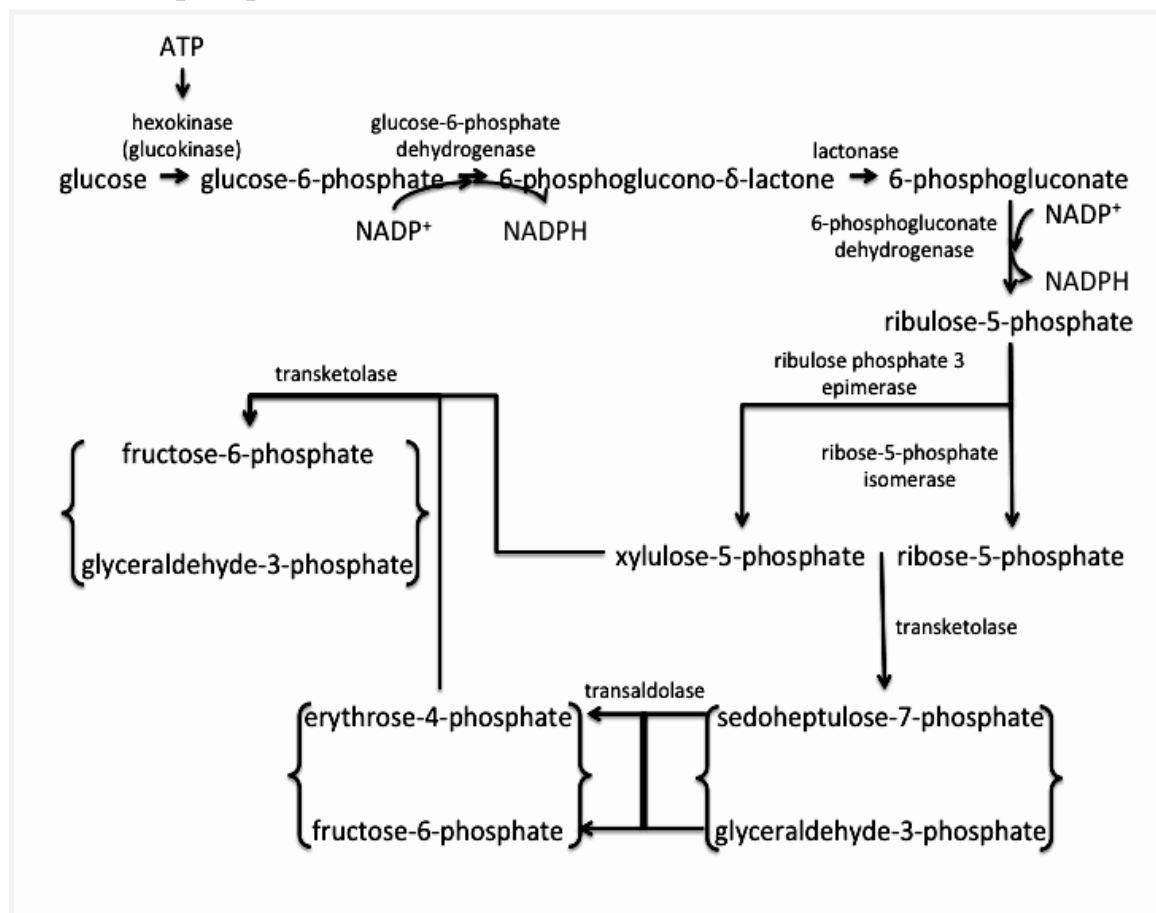 ATP
hexokinase
(glucokinase)
glucose-6-phosphate
dehydrogenase
lactonase
glucose
glucose-6-phosphate
6-phosphoglucono-δ-lactone
6-phosphogluconate
NADP⁺
NADPH
6-phosphogluconate
dehydrogenase
NADP⁺
NADPH
ribulose-5-phosphate
ribulose phosphate 3
epimerase
transketolase
ribose-5-phosphate
isomerase
fructose-6-phosphate
glyceraldehyde-3-phosphate
xylulose-5-phosphate
ribose-5-phosphate
transketolase
transaldolase
erythrose-4-phosphate
sedoheptulose-7-phosphate
fructose-6-phosphate
glyceraldehyde-3-phosphate